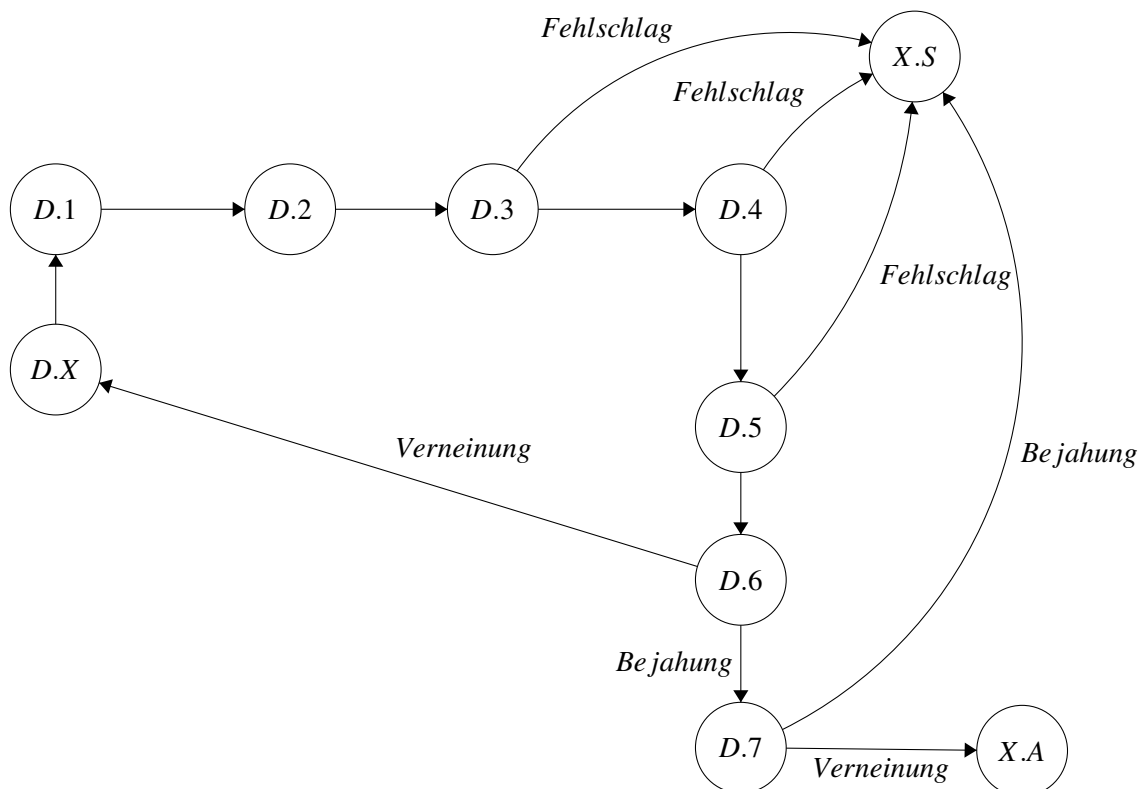 Fehlschlag
X.S
Fehlschlag
D.1
D.2
D.3
D.4
Fehlschlag
D.X
D.5
Verneinung
Bejahung
D.6
Bejahung
D.7
X.A
Verneinung